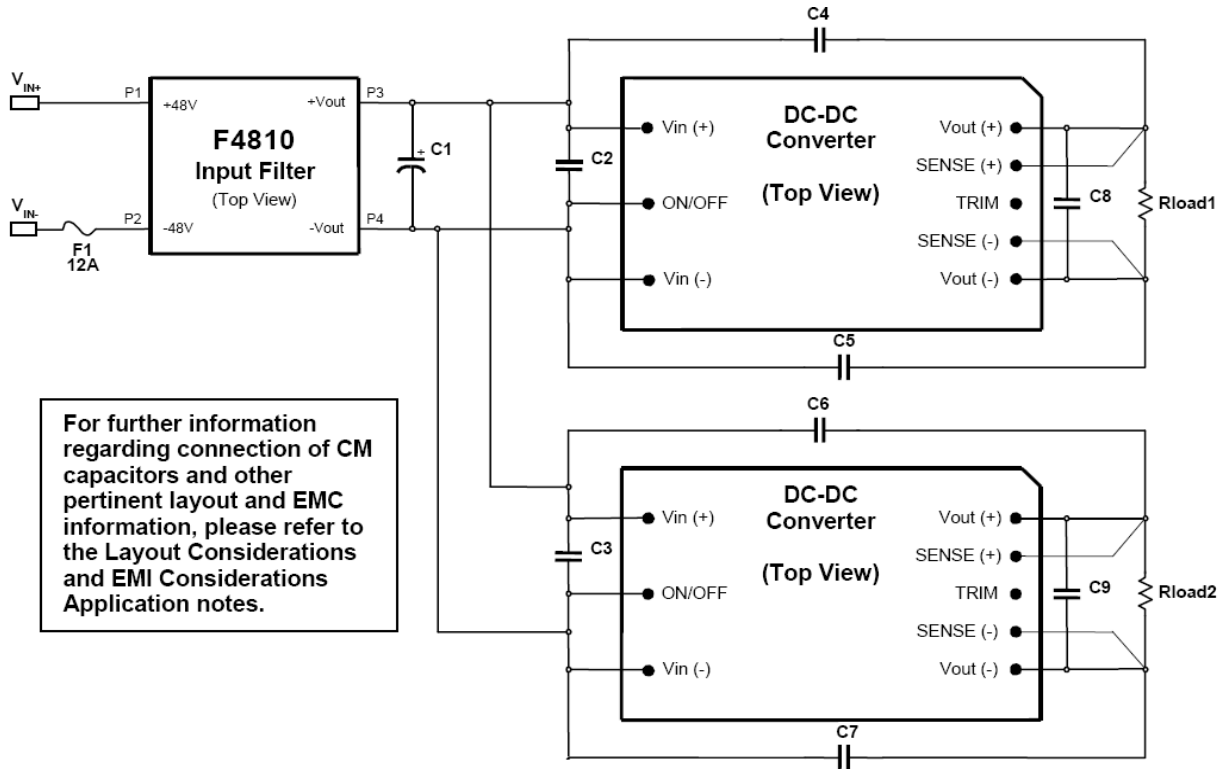 C4
V IN+
P1
+48V
+Vout
P3
F4810
Input Filter
(Top View)
+
C1
V IN-
P2
-48V
-Vout
P4
F1
12A
C2
DC-DC
Converter
(Top View)
Vin (+)
ON/OFF
Vin (-)
Vout (+)
SENSE (+)
TRIM
SENSE (-)
Vout (-)
C8
Rload1
C5
For further information
regarding connection of CM
capacitors and other
pertinent layout and EMC
information, please refer to
the Layout Considerations
and EMI Considerations
Application notes.
C6
C3
DC-DC
Converter
(Top View)
Vin (+)
ON/OFF
Vin (-)
Vout (+)
SENSE (+)
TRIM
SENSE (-)
Vout (-)
C9
Rload2
C7